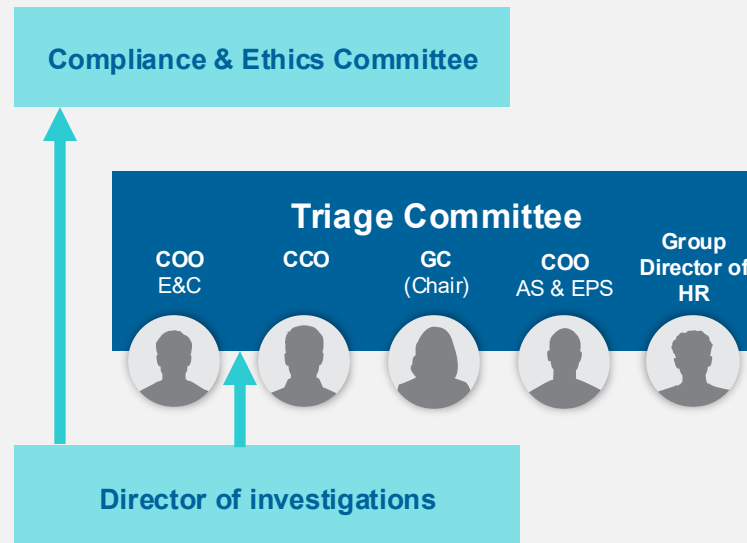 Compliance & Ethics Committee
Triage Committee
COO
E&C
CCO
GC
(Chair)
COO
AS & EPS
Group
Director of
HR
Director of investigations